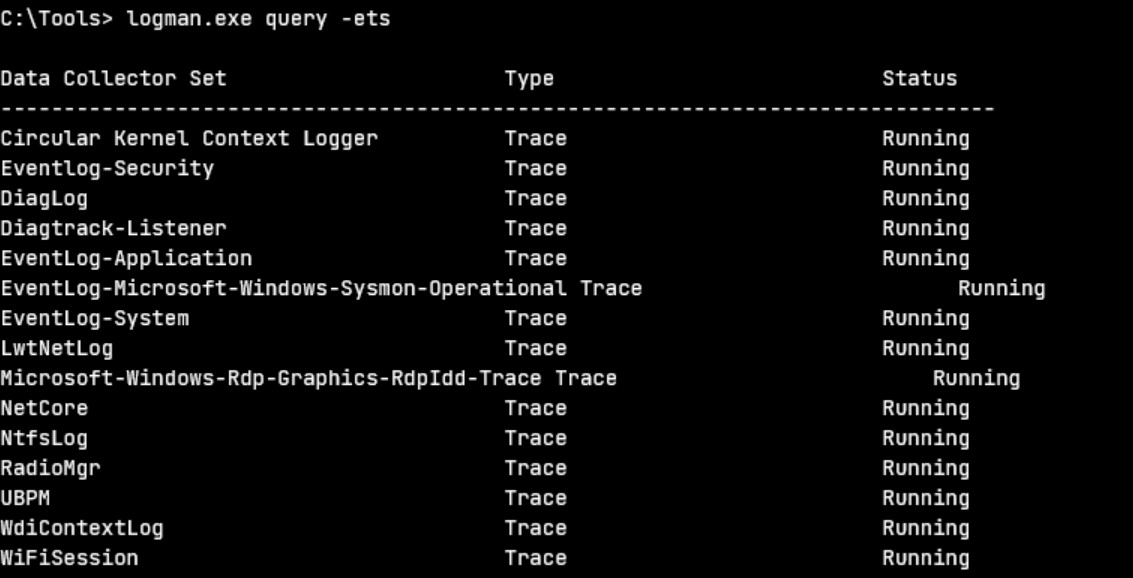 C:\Tools> logman.exe query -ets
Data Collector Set                      Type                          Status
-------------------------------------------------------------------------------
Circular Kernel Context Logger          Trace                         Running
Eventlog-Security                       Trace                         Running
DiagLog                                 Trace                         Running
Diagtrack-Listener                      Trace                         Running
EventLog-Application                    Trace                         Running
EventLog-Microsoft-Windows-Sysmon-Operational Trace                         Running
EventLog-System                         Trace                         Running
LwtNetLog                               Trace                         Running
Microsoft-Windows-Rdp-Graphics-RdpIdd-Trace Trace                         Running
NetCore                                 Trace                         Running
NtfsLog                                 Trace                         Running
RadioMgr                                Trace                         Running
UBPM                                    Trace                         Running
WdiContextLog                           Trace                         Running
WiFiSession                             Trace                         Running